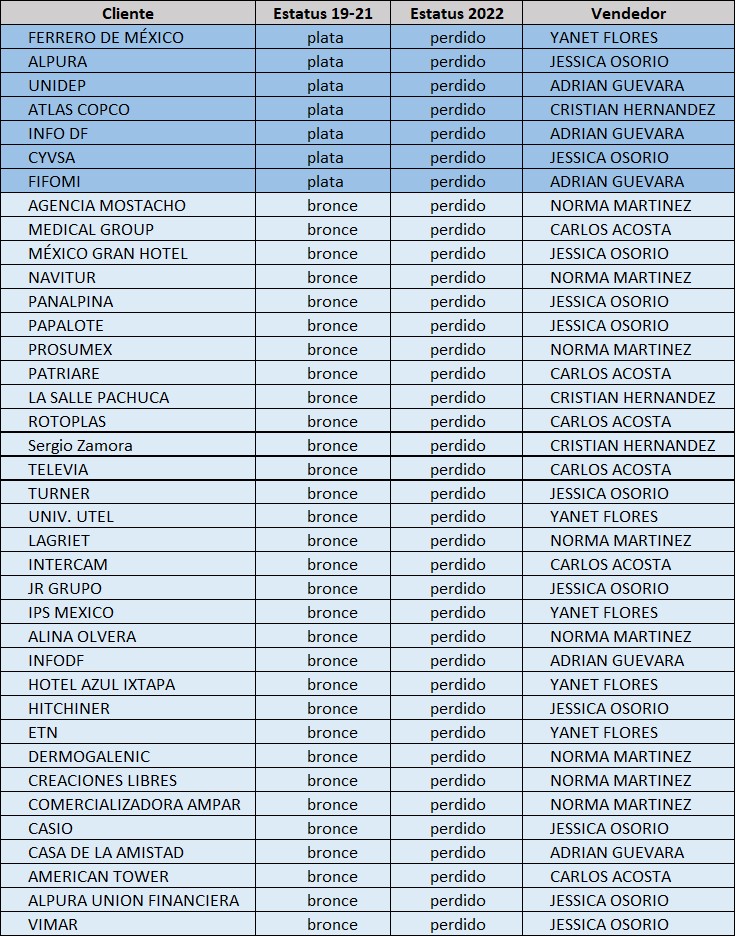 Cliente Estatus 19-21 Estatus 2022 Vendedor
FERRERO DE MÉXICO plata perdido YANET FLORES
ALPURA plata perdido JESSICA OSORIO
UNIDEP plata perdido ADRIAN GUEVARA
ATLAS COPCO plata perdido CRISTIAN HERNANDEZ
INFO DF plata perdido ADRIAN GUEVARA
CYVSA plata perdido JESSICA OSORIO
FIFOMI plata perdido ADRIAN GUEVARA
AGENCIA MOSTACHO bronce perdido NORMA MARTINEZ
MEDICAL GROUP bronce perdido CARLOS ACOSTA
MÉXICO GRAN HOTEL bronce perdido JESSICA OSORIO
NAVITUR bronce perdido NORMA MARTINEZ
PANALPINA bronce perdido JESSICA OSORIO
PAPALOTE bronce perdido JESSICA OSORIO
PROSUMEX bronce perdido NORMA MARTINEZ
PATRIARE bronce perdido CARLOS ACOSTA
LA SALLE PACHUCA bronce perdido CRISTIAN HERNANDEZ
ROTOPLAS bronce perdido CARLOS ACOSTA
Sergio Zamora bronce perdido CRISTIAN HERNANDEZ
TELEVIA bronce perdido CARLOS ACOSTA
TURNER bronce perdido JESSICA OSORIO
UNIV. UTEL bronce perdido YANET FLORES
LAGRIET bronce perdido NORMA MARTINEZ
INTERCAM bronce perdido CARLOS ACOSTA
JR GRUPO bronce perdido JESSICA OSORIO
IPS MEXICO bronce perdido YANET FLORES
ALINA OLVERA bronce perdido NORMA MARTINEZ
INFODF bronce perdido ADRIAN GUEVARA
HOTEL AZUL IXTAPA bronce perdido YANET FLORES
HITCHINER bronce perdido JESSICA OSORIO
ETN bronce perdido YANET FLORES
DERMOGALENIC bronce perdido NORMA MARTINEZ
CREACIONES LIBRES bronce perdido NORMA MARTINEZ
COMERCIALIZADORA AMPAR bronce perdido NORMA MARTINEZ
CASIO bronce perdido JESSICA OSORIO
CASA DE LA AMISTAD bronce perdido ADRIAN GUEVARA
AMERICAN TOWER bronce perdido CARLOS ACOSTA
ALPURA UNION FINANCIERA bronce perdido JESSICA OSORIO
VIMAR bronce perdido JESSICA OSORIO